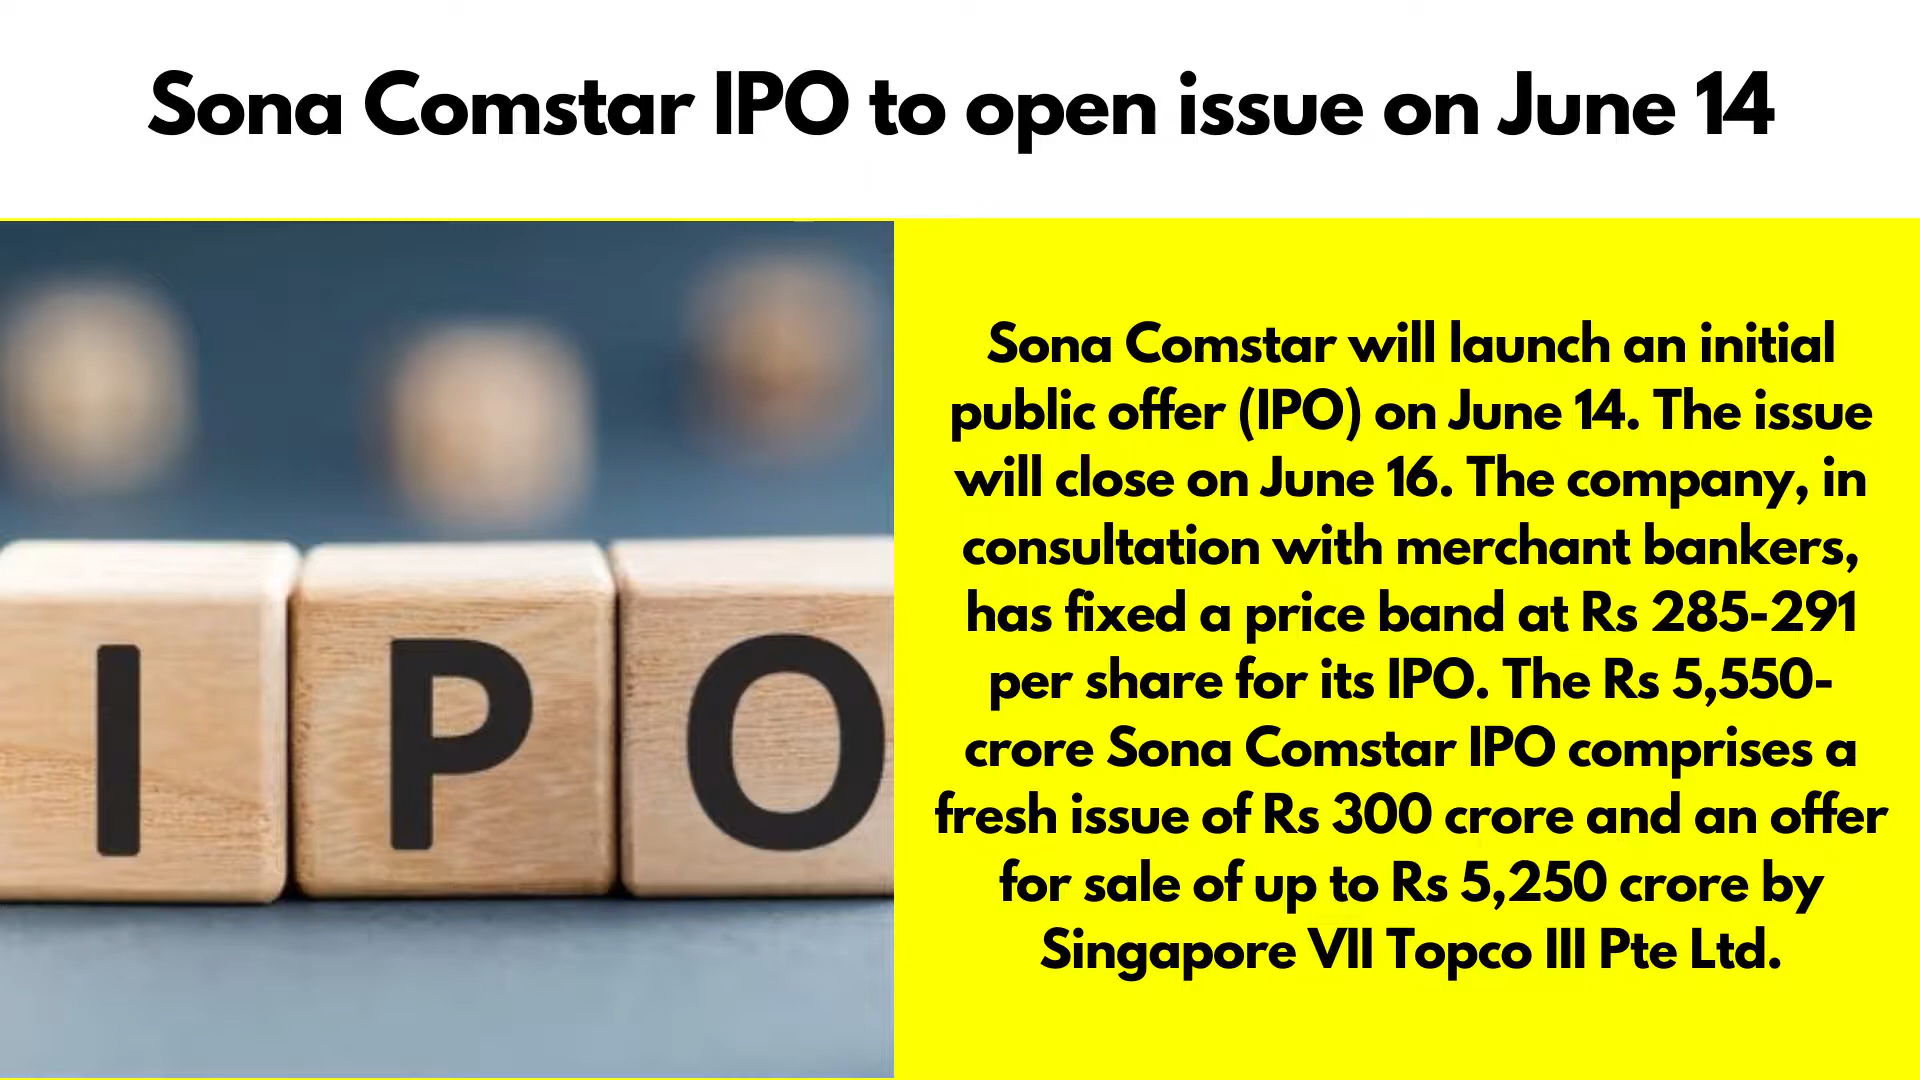 Sona Comstar IPO to open issue on June 14
I
P
O
Sona Comstar will launch an initial
public offer (IPO) on June 14. The issue
will close on June 16. The company, in
consultation with merchant bankers,
has fixed a price band at Rs 285-291
per share for its IPO. The Rs 5,550-
crore Sona Comstar IPO comprises a
fresh issue of Rs 300 crore and an offer
for sale of up to Rs 5,250 crore by
Singapore VII Topco III Pte Ltd.